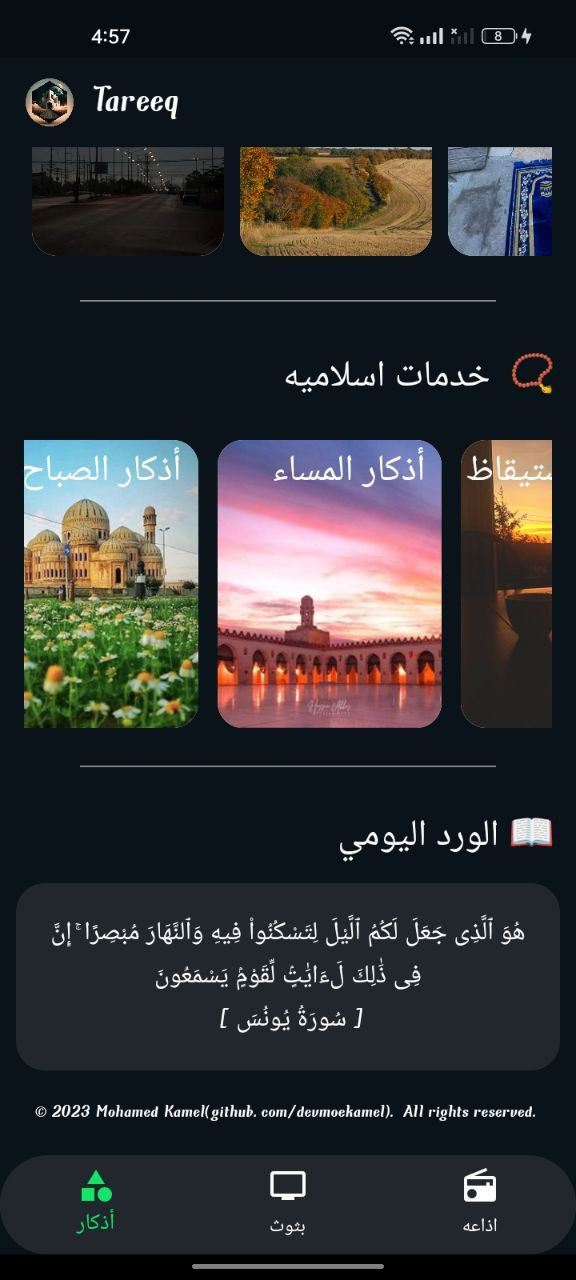 4:57
8
Tareeq
خدمات اسلاميه
أذكار الصباح
أذكار المساء
ستيقاظ
الورد اليومي
هُوَ ٱلَّذِى جَعَلَ لَكُمُ ٱلَّيْلَ لِتَسْكُنُوا۟ فِيهِ وَٱلنَّهَارَ مُبْصِرًا ۚ إِنَّ
فِى ذَٰلِكَ لَـَٔايَـٰتٍۢ لِّقَوْمٍۢ يَسْمَعُونَ
[ سُورَةُ يُونُسَ ]
© 2023 Mohamed Kamel(github. com/devmoekamel). All rights reserved.
أذكار
بثوث
اذاعه